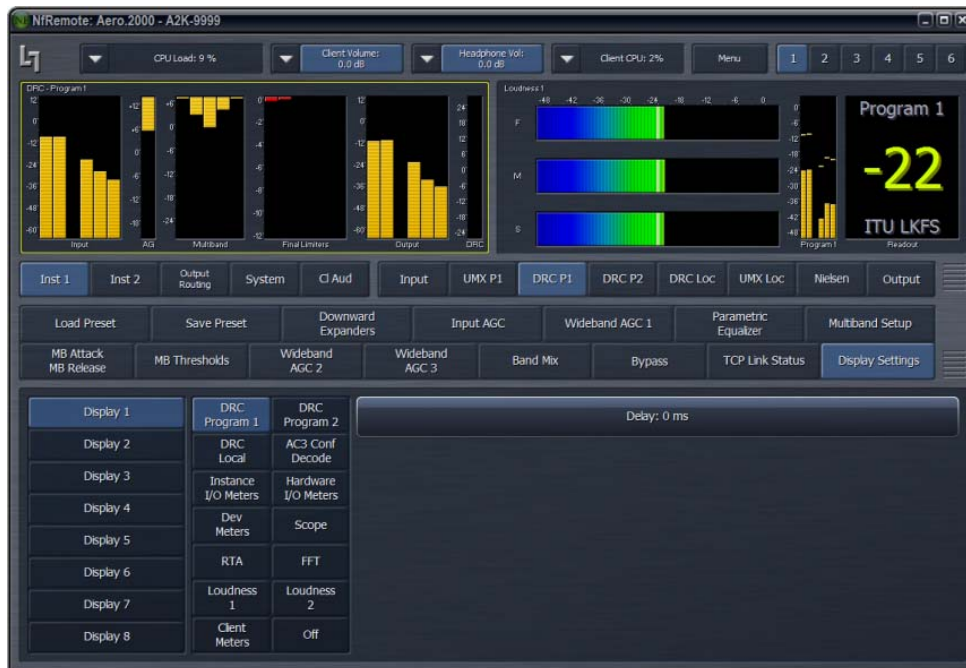 NfRemote: Aero.2000 - A2K-9999
CPU Load: 9 %
Client Volume:
0.0 dB
Headphone Vol:
0.0 dB
Client CPU: 2%
Menu
1 2 3 4 5 6
DRC - Program 1
Input
AG
Multiband
Final Limiters
Output
DRC
Loudness 1
-48 -42 -36 -30 -24 -18 -12 -6 0
F
M
S
Program 1
Program 1
-22
ITU LKFS
Readout
Inst 1
Inst 2
Output
Routing
System
Cl Aud
Input
UMX P1
DRC P1
DRC P2
DRC Loc
UMX Loc
Nielsen
Output
Load Preset
Save Preset
Downward
Expanders
Input AGC
Wideband AGC 1
Parametric
Equalizer
Multiband Setup
MB Attack
MB Release
MB Thresholds
Wideband
AGC 2
Wideband
AGC 3
Band Mix
Bypass
TCP Link Status
Display Settings
Display 1
Display 2
Display 3
Display 4
Display 5
Display 6
Display 7
Display 8
DRC
Program 1
DRC
Program 2
DRC
Local
AC3 Conf
Decode
Instance
I/O Meters
Hardware
I/O Meters
Dev
Meters
Scope
RTA
FFT
Loudness
1
Loudness
2
Client
Meters
Off
Delay: 0 ms